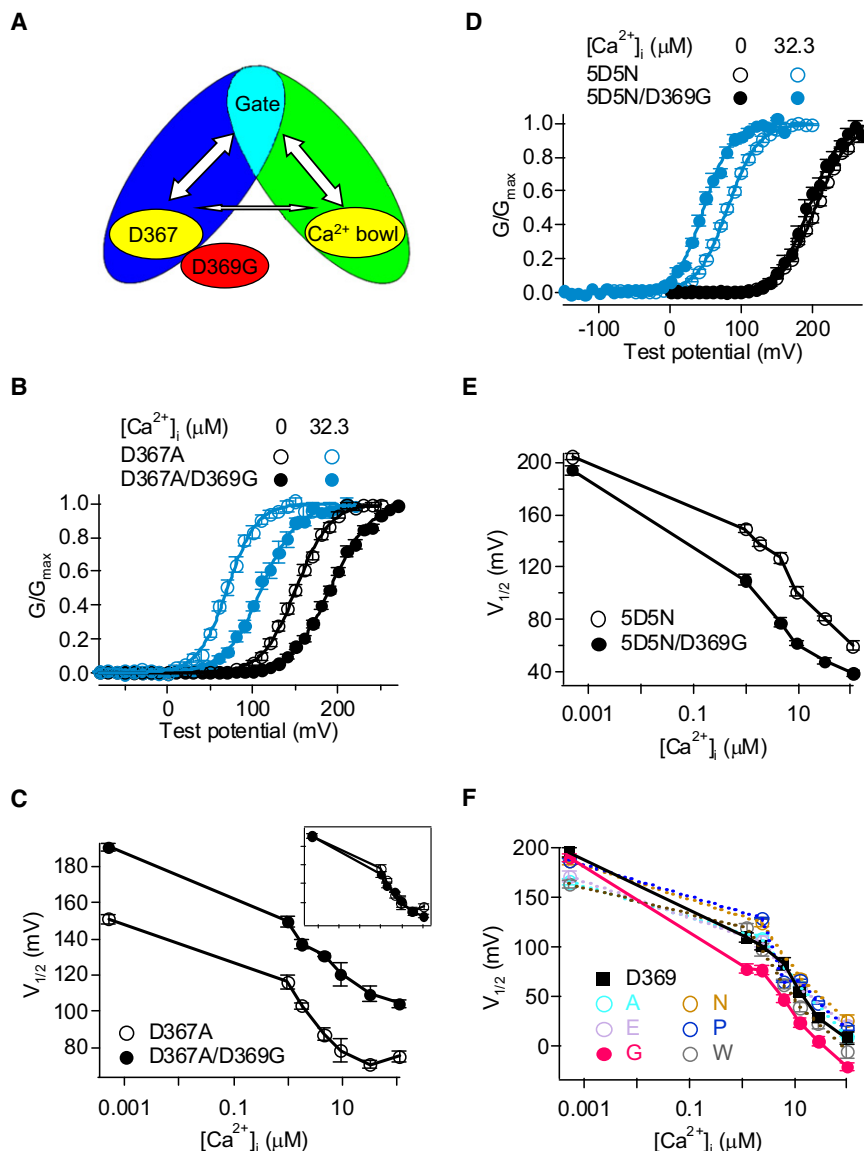 A
Gate
D367
Ca2+ bowl
D369G
B
[Ca2+]i (μM) 0 32.3
D367A
D367A/D369G
1.0
0.8
0.6
0.4
0.2
0.0
G/Gmax
0 100 200
Test potential (mV)
C
180
160
140
120
100
80
V1/2 (mV)
D367A
D367A/D369G
0.001 0.1 10
[Ca2+]i (μM)
D
[Ca2+]i (μM) 0 32.3
5D5N
5D5N/D369G
1.0
0.8
0.6
0.4
0.2
0.0
G/Gmax
-100 0 100 200
Test potential (mV)
E
200
160
120
80
40
V1/2 (mV)
5D5N
5D5N/D369G
0.001 0.1 10
[Ca2+]i (μM)
F
200
150
100
50
0
V1/2 (mV)
D369
A N
E P
G W
0.001 0.1 10
[Ca2+]i (μM)